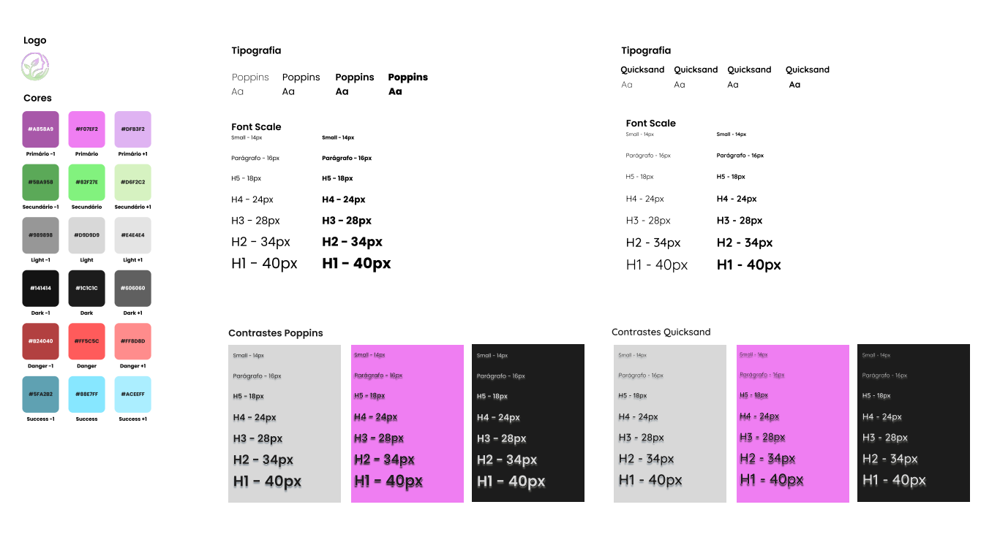 Logo
Cores
#A858A9 #F07EF2 #DFB3F2
Primário -1 Primário Primário +1
#5BA958 #82F27E #D6F2C2
Secundário -1 Secundário Secundário +1
#989898 #D9D9D9 #E4E4E4
Light -1 Light Light +1
#141414 #1C1C1C #606060
Dark -1 Dark Dark +1
#B24040 #FF5C5C #FF8D8D
Danger -1 Danger Danger +1
#5FA2B2 #88E7FF #ACEEFF
Success -1 Success Success +1
Tipografia
Poppins Poppins Poppins Poppins
Aa Aa Aa Aa
Font Scale
Small - 14px Small - 14px
Parágrafo - 16px Parágrafo - 16px
H5 - 18px H5 - 18px
H4 - 24px H4 - 24px
H3 - 28px H3 - 28px
H2 - 34px H2 - 34px
H1 - 40px H1 - 40px
Tipografia
Quicksand Quicksand Quicksand Quicksand
Aa Aa Aa Aa
Font Scale
Small - 14px Small - 14px
Parágrafo - 16px Parágrafo - 16px
H5 - 18px H5 - 18px
H4 - 24px H4 - 24px
H3 - 28px H3 - 28px
H2 - 34px H2 - 34px
H1 - 40px H1 - 40px
Contrastes Poppins
Small - 14px Small - 14px Small - 14px
Parágrafo - 16px Parágrafo - 16px Parágrafo - 16px
H5 - 18px H5 - 18px H5 - 18px
H4 - 24px H4 - 24px H4 - 24px
H3 - 28px H3 - 28px H3 - 28px
H2 - 34px H2 - 34px H2 - 34px
H1 - 40px H1 - 40px H1 - 40px
Contrastes Quicksand
Small - 14px Small - 14px Small - 14px
Parágrafo - 16px Parágrafo - 16px Parágrafo - 16px
H5 - 18px H5 - 18px H5 - 18px
H4 - 24px H4 - 24px H4 - 24px
H3 - 28px H3 - 28px H3 - 28px
H2 - 34px H2 - 34px H2 - 34px
H1 - 40px H1 - 40px H1 - 40px